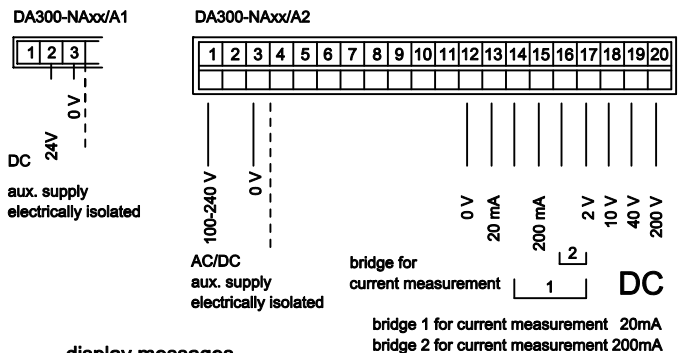 DA300-NAxx/A1
DA300-NAxx/A2
1 2 3
1 2 3 4 5 6 7 8 9 10 11 12 13 14 15 16 17 18 19 20
24V
0 V
DC
aux. supply
electrically isolated
100-240 V
0 V
AC/DC
aux. supply
electrically isolated
0 V
20 mA
200 mA
2 V
10 V
40 V
200 V
bridge for
current measurement
2
1
DC
bridge 1 for current measurement 20mA
bridge 2 for current measurement 200mA
display messages